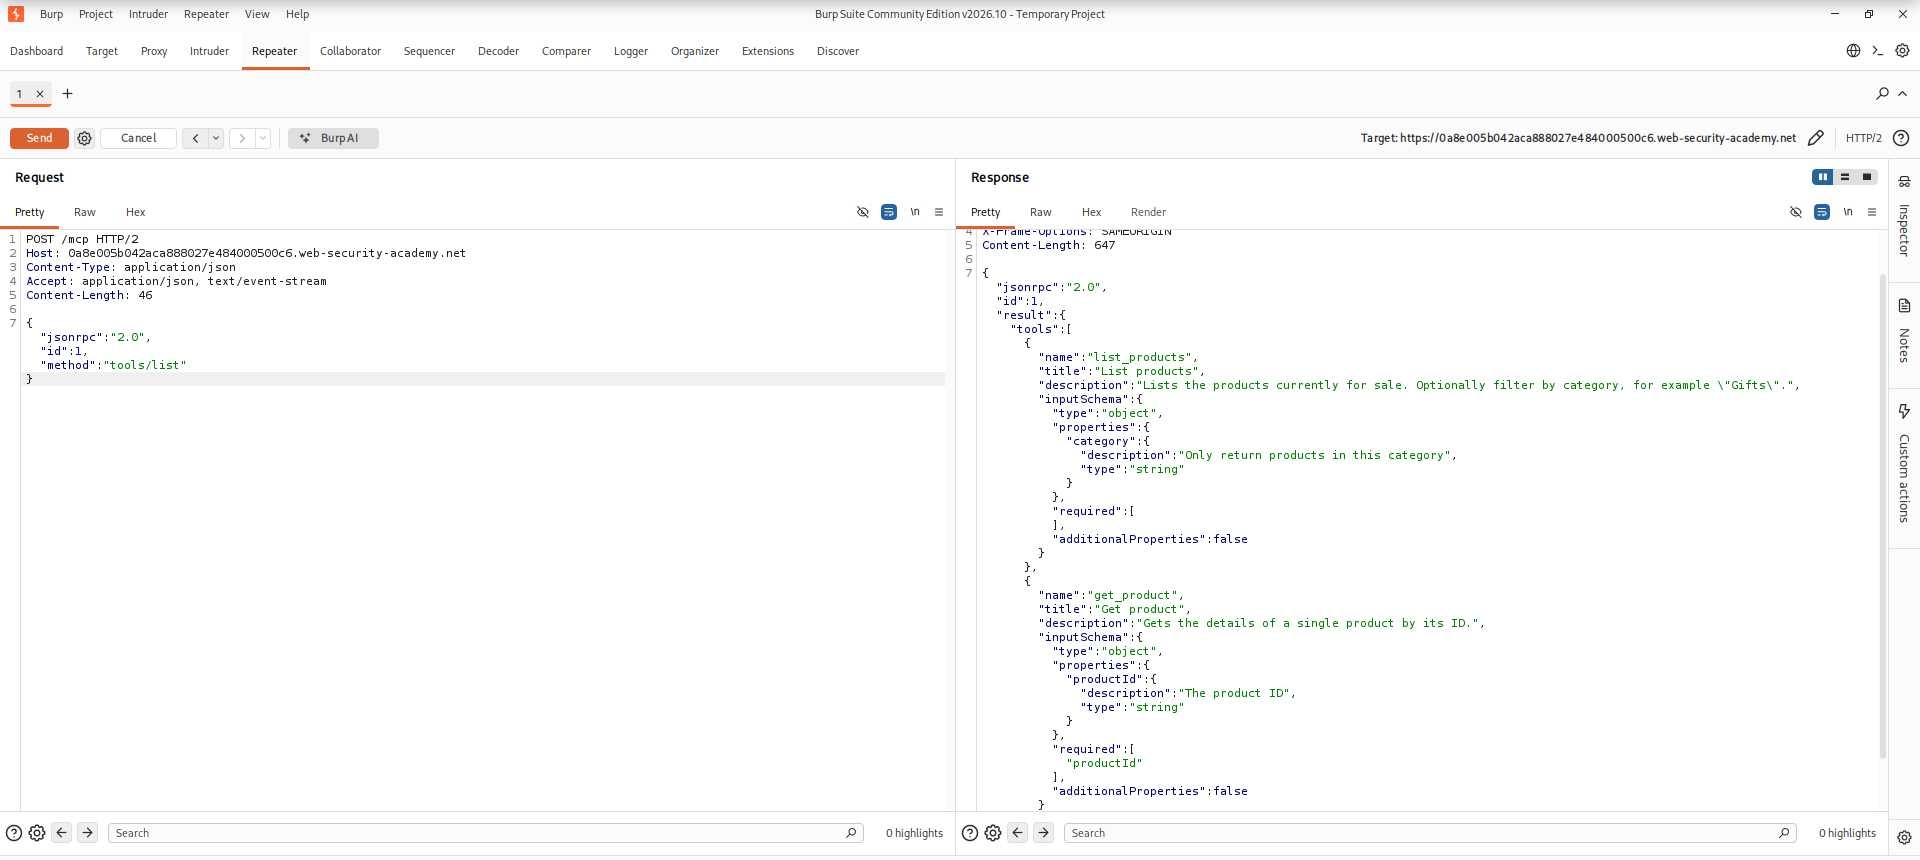 Burp Project Intruder Repeater View Help Burp Suite Community Edition v2026.10 - Temporary Project
Dashboard Target Proxy Intruder Repeater Collaborator Sequencer Decoder Comparer Logger Organizer Extensions Discover
1
Send Cancel Burp AI Target: https://0a8e005b042aca888027e484000500c6.web-security-academy.net HTTP/2
Request
Pretty Raw Hex \n
1 POST /mcp HTTP/2
2 Host: 0a8e005b042aca888027e484000500c6.web-security-academy.net
3 Content-Type: application/json
4 Accept: application/json, text/event-stream
5 Content-Length: 46
6
7 {
"jsonrpc":"2.0",
"id":1,
"method":"tools/list"
}
Search 0 highlights
Response
Pretty Raw Hex Render \n
4 X-Frame-Options: SAMEORIGIN
5 Content-Length: 647
6
7 {
"jsonrpc":"2.0",
"id":1,
"result":{
"tools":[
{
"name":"list_products",
"title":"List products",
"description":"Lists the products currently for sale. Optionally filter by category, for example \"Gifts\".",
"inputSchema":{
"type":"object",
"properties":{
"category":{
"description":"Only return products in this category",
"type":"string"
}
},
"required":[
],
"additionalProperties":false
}
},
{
"name":"get_product",
"title":"Get product",
"description":"Gets the details of a single product by its ID.",
"inputSchema":{
"type":"object",
"properties":{
"productId":{
"description":"The product ID",
"type":"string"
}
},
"required":[
"productId"
],
"additionalProperties":false
}
Search 0 highlights
Inspector
Notes
Custom actions